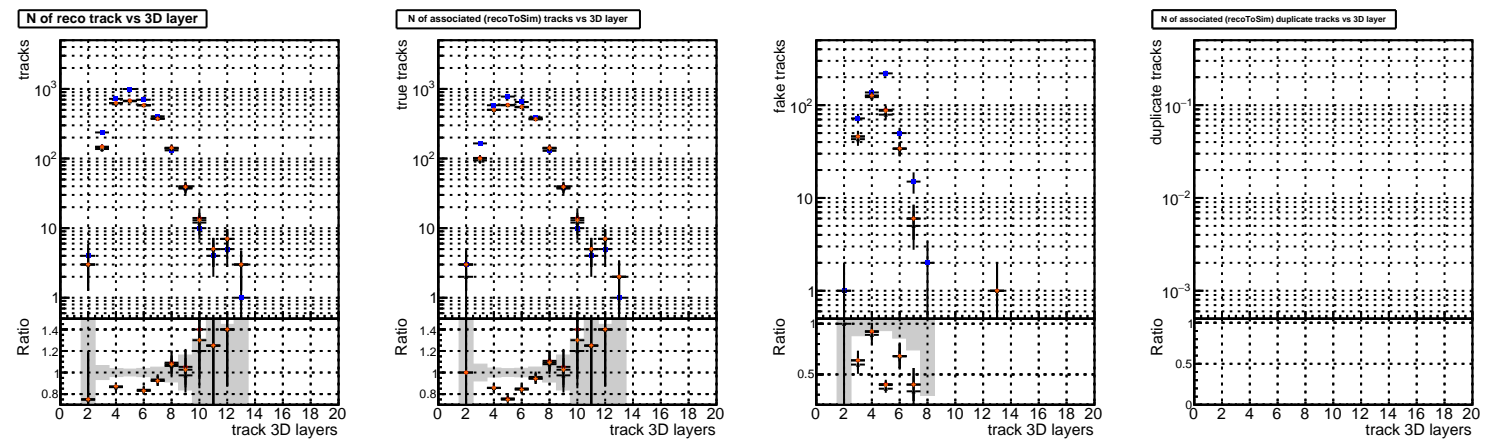 N of reco track vs 3D layer
tracks
10³
10²
10
1
Ratio
1.4
1.2
1
0.8
0 2 4 6 8 10 12 14 16 18 20
track 3D layers
N of associated (recoToSim) tracks vs 3D layer
true tracks
10³
10²
10
1
Ratio
1.4
1.2
1
0.8
0 2 4 6 8 10 12 14 16 18 20
track 3D layers
fake tracks
10²
10
1
Ratio
1
0.5
0 2 4 6 8 10 12 14 16 18 20
track 3D layers
N of associated (recoToSim) duplicate tracks vs 3D layer
duplicate tracks
10⁻¹
10⁻²
10⁻³
Ratio
1
0.5
0
0 2 4 6 8 10 12 14 16 18 20
track 3D layers